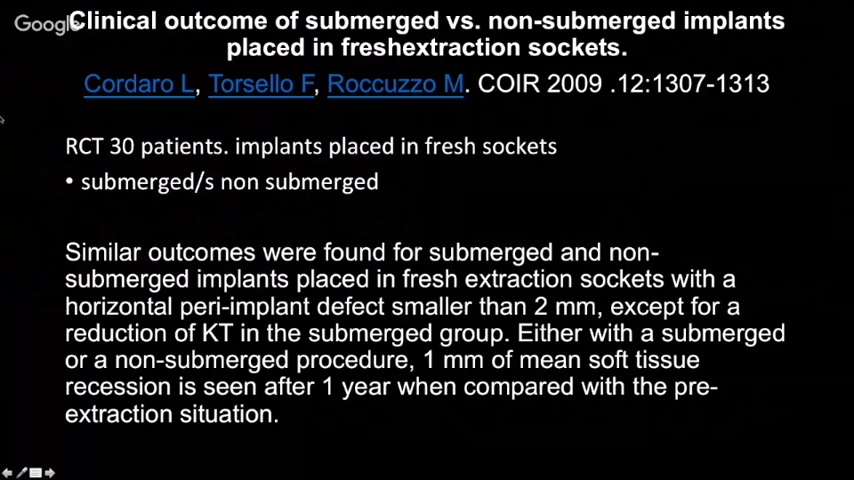 Google
Clinical outcome of submerged vs. non-submerged implants
placed in freshextraction sockets.
Cordaro L, Torsello F, Roccuzzo M. COIR 2009 .12:1307-1313
RCT 30 patients. implants placed in fresh sockets
• submerged/s non submerged
Similar outcomes were found for submerged and non-
submerged implants placed in fresh extraction sockets with a
horizontal peri-implant defect smaller than 2 mm, except for a
reduction of KT in the submerged group. Either with a submerged
or a non-submerged procedure, 1 mm of mean soft tissue
recession is seen after 1 year when compared with the pre-
extraction situation.